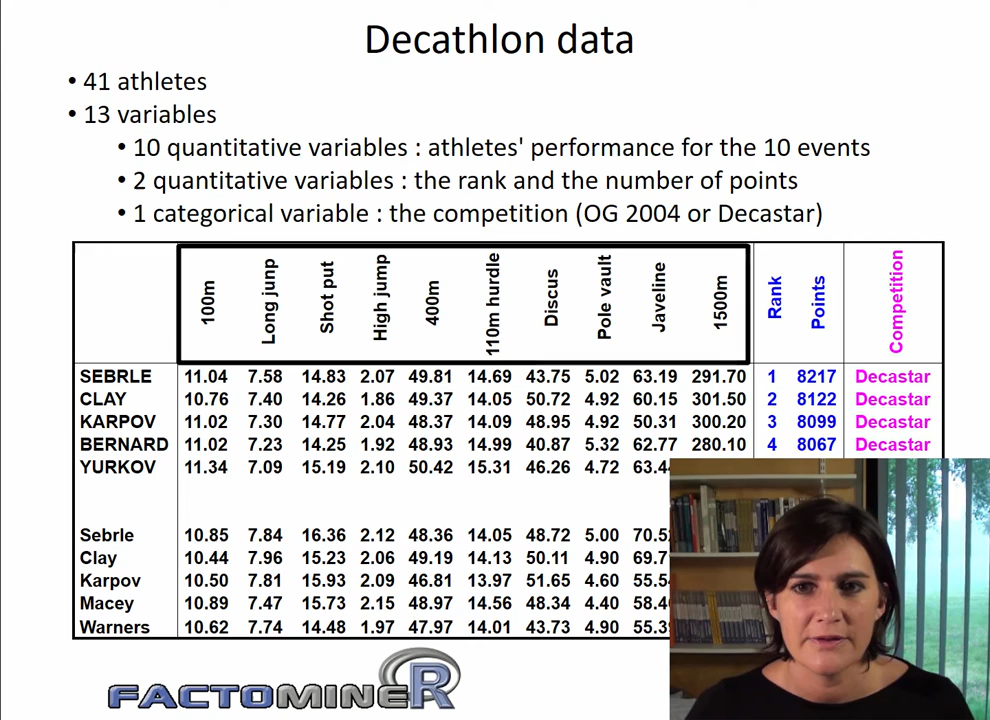 Decathlon data
• 41 athletes
• 13 variables
• 10 quantitative variables : athletes' performance for the 10 events
• 2 quantitative variables : the rank and the number of points
• 1 categorical variable : the competition (OG 2004 or Decastar)
100m Long junp Shot put High jump 400m 110m hurdle Discus Pole vault Javeline 1500m Rank Points Competition
SEBRLE 11.04 7.58 14.83 2.07 49.81 14.69 43.75 5.02 63.19 291.70 1 8217 Decastar
CLAY 10.76 7.40 14.26 1.86 49.37 14.05 50.72 4.92 60.15 301.50 2 8122 Decastar
KARPOV 11.02 7.30 14.77 2.04 48.37 14.09 48.95 4.92 50.31 300.20 3 8099 Decastar
BERNARD 11.02 7.23 14.25 1.92 48.93 14.99 40.87 5.32 62.77 280.10 4 8067 Decastar
YURKOV 11.34 7.09 15.19 2.10 50.42 15.31 46.26 4.72
Sebrle 10.85 7.84 16.36 2.12 48.36 14.05 48.72 5.00
Clay 10.44 7.96 15.23 2.06 49.19 14.13 50.11 4.90
Karpov 10.50 7.81 15.93 2.09 46.81 13.97 51.65 4.60
Macey 10.89 7.47 15.73 2.15 48.97 14.56 48.34 4.40
Warners 10.62 7.74 14.48 1.97 47.97 14.01 43.73 4.90
FACTOMINER